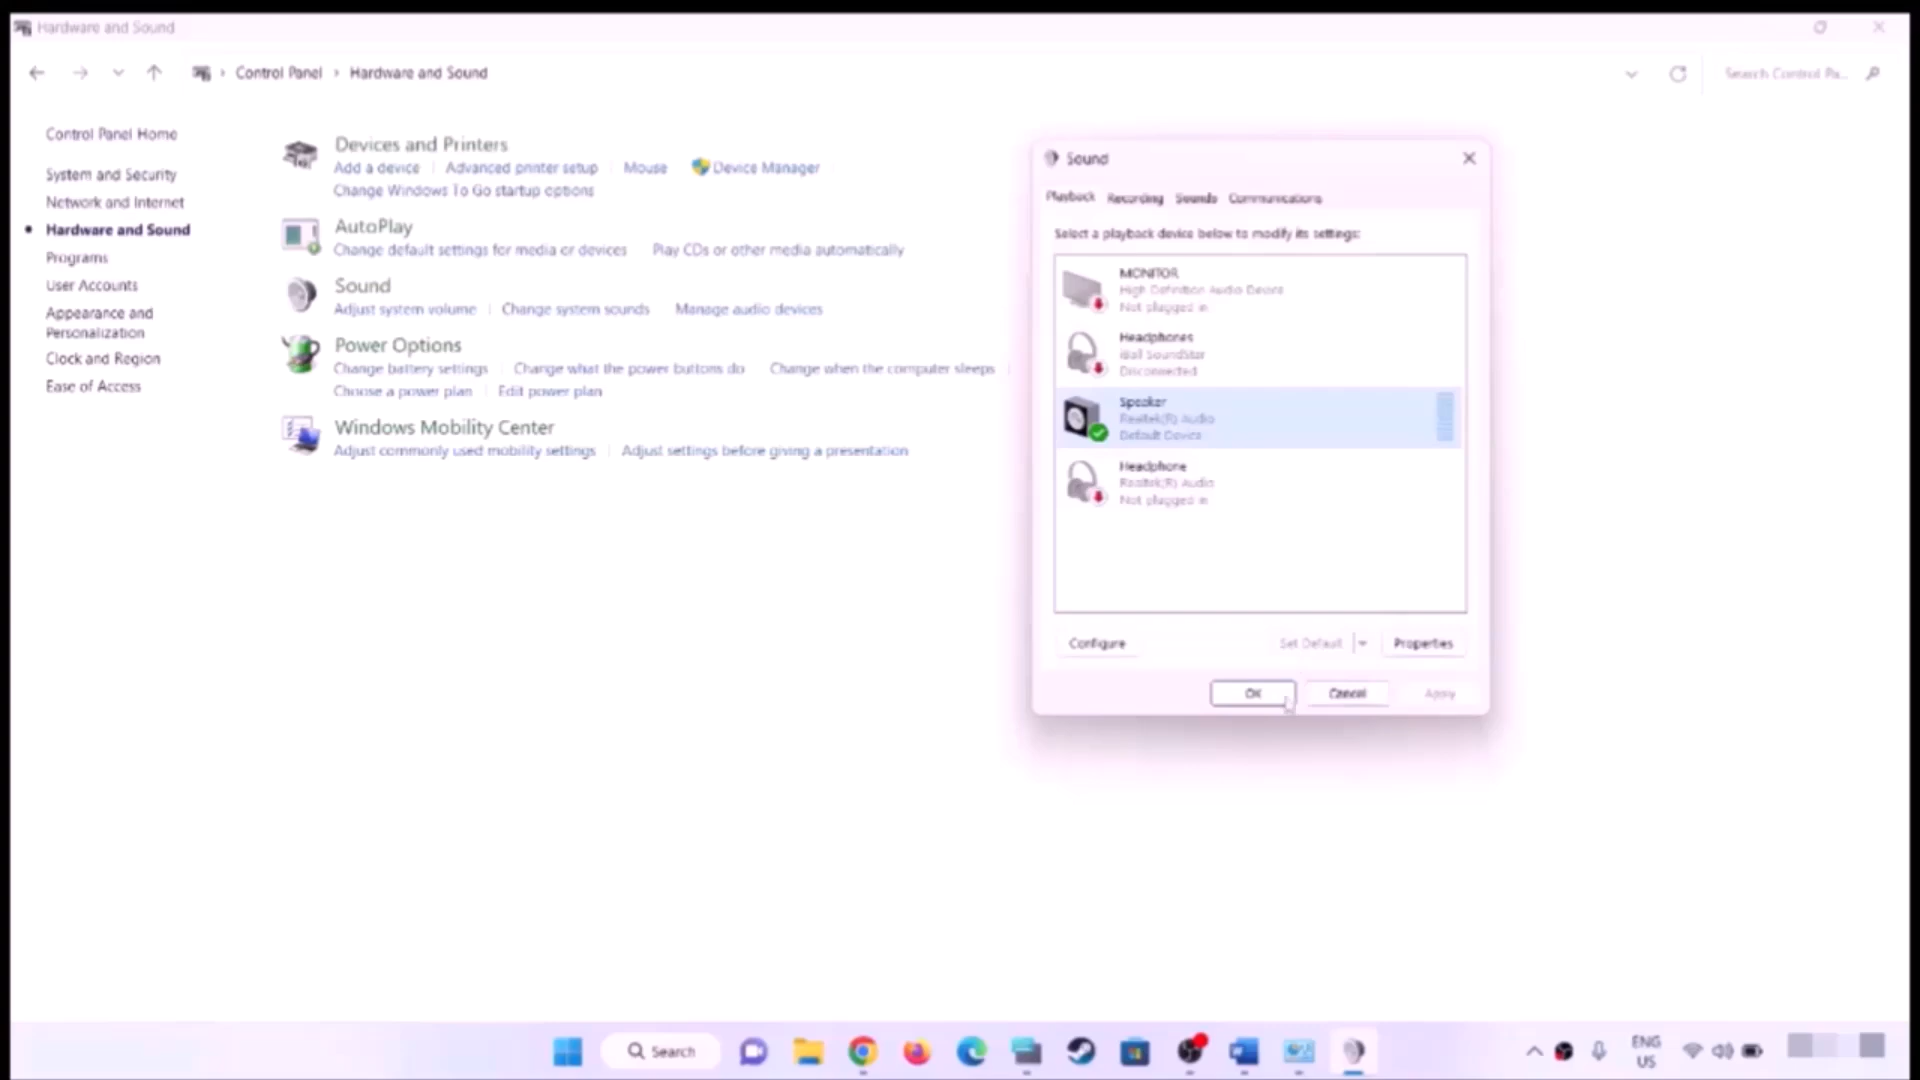 Hardware and Sound
Control Panel > Hardware and Sound
Search Control Pa...
Control Panel Home
System and Security
Network and Internet
Hardware and Sound
Programs
User Accounts
Appearance and
Personalization
Clock and Region
Ease of Access
Devices and Printers
Add a device
Advanced printer setup
Mouse
Device Manager
Change Windows To Go startup options
AutoPlay
Change default settings for media or devices
Play CDs or other media automatically
Sound
Adjust system volume
Change system sounds
Manage audio devices
Power Options
Change battery settings
Change what the power buttons do
Change when the computer sleeps
Choose a power plan
Edit power plan
Windows Mobility Center
Adjust commonly used mobility settings
Adjust settings before giving a presentation
Sound
Playback
Recording
Sounds
Communications
Select a playback device below to modify its settings:
MONITOR
High Definition Audio Device
Not plugged in
Headphones
iBall SoundStar
Disconnected
Speaker
Realtek(R) Audio
Default Device
Headphone
Realtek(R) Audio
Not plugged in
Configure
Set Default
Properties
OK
Cancel
Apply
Search
ENG
US